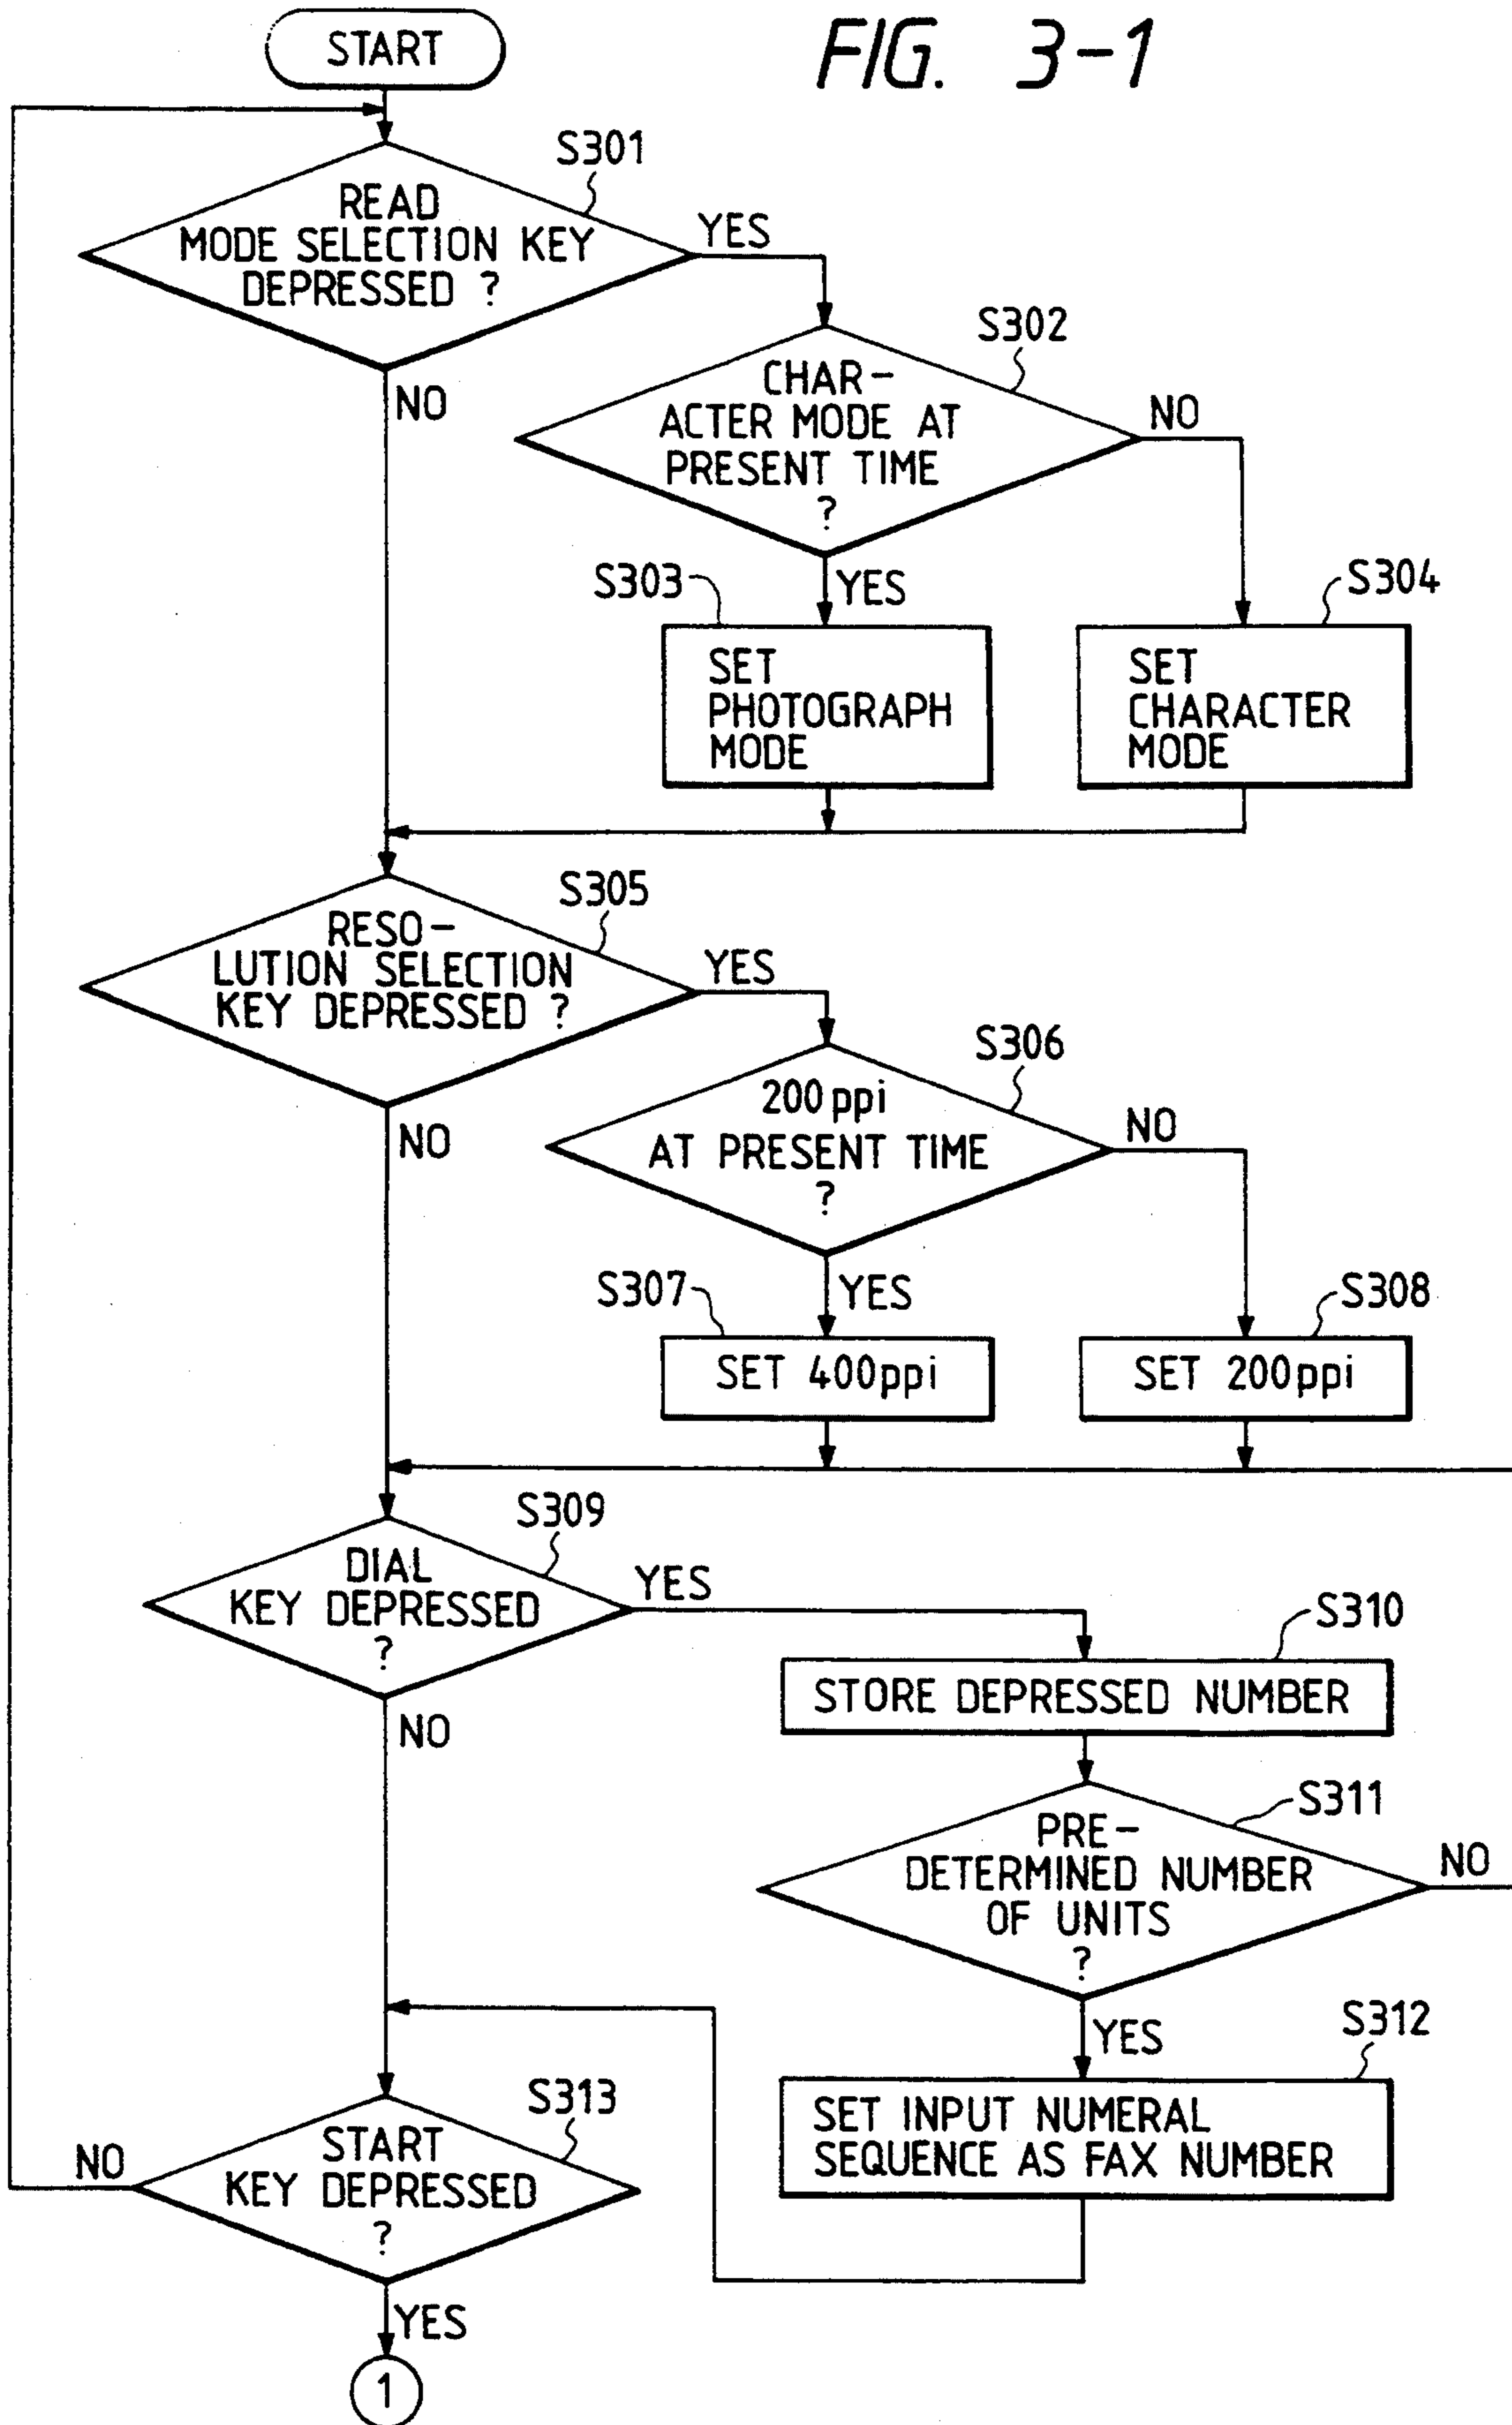 START
FIG. 3-1
S301
READ
MODE SELECTION KEY
DEPRESSED ?
YES
NO
S302
CHAR-
ACTER MODE AT
PRESENT TIME
?
NO
YES
S303
SET
PHOTOGRAPH
MODE
S304
SET
CHARACTER
MODE
S305
RESO-
LUTION SELECTION
KEY DEPRESSED ?
YES
NO
S306
200ppi
AT PRESENT TIME
?
NO
YES
S307
SET 400ppi
S308
SET 200ppi
S309
DIAL
KEY DEPRESSED
?
YES
NO
S310
STORE DEPRESSED NUMBER
S311
PRE-
DETERMINED NUMBER
OF UNITS
?
NO
YES
S312
SET INPUT NUMERAL
SEQUENCE AS FAX NUMBER
S313
START
KEY DEPRESSED
?
NO
YES
1